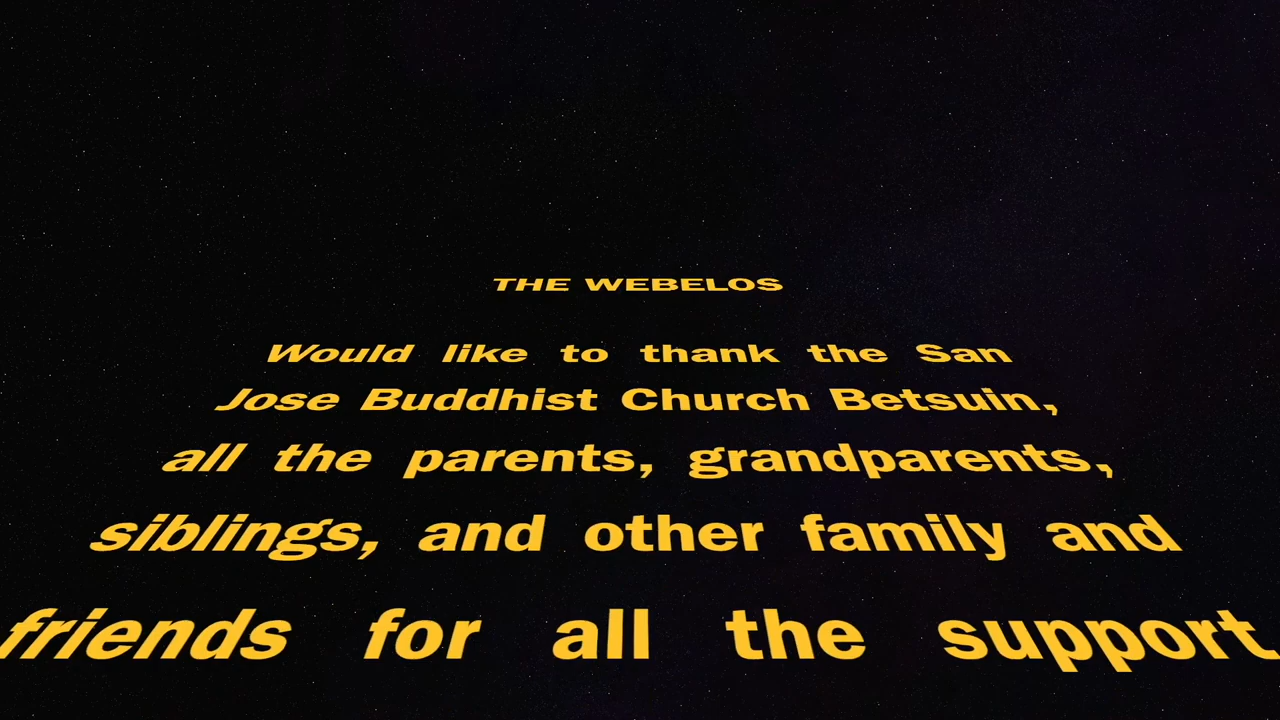 THE WEBELOS
Would like to thank the San
Jose Buddhist Church Betsuin,
all the parents, grandparents,
siblings, and other family and
friends for all the support